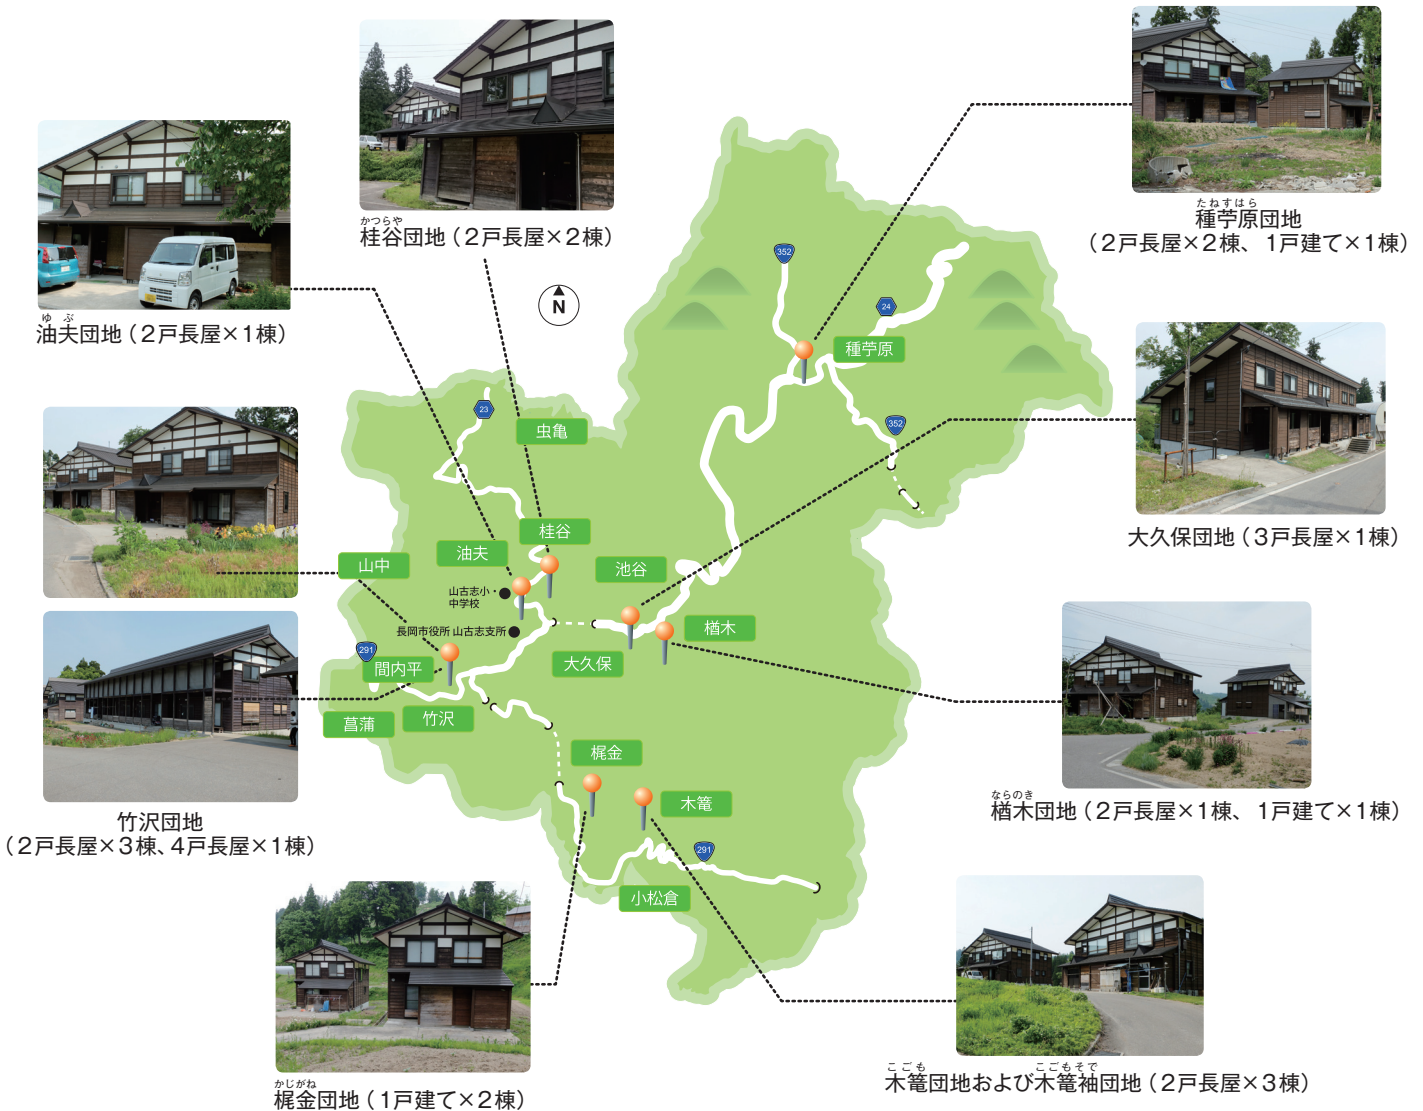 かつらや
桂谷団地（2戸長屋×2棟）
たねすはら
種苧原団地
（2戸長屋×2棟、1戸建て×1棟）
ゆぶ
油夫団地（2戸長屋×1棟）
N
352
24
種苧原
352
23
虫亀
大久保団地（3戸長屋×1棟）
桂谷
油夫
山中
池谷
山古志小・
中学校
長岡市役所 山古志支所
楢木
大久保
291
間内平
菖蒲
竹沢
竹沢団地
（2戸長屋×3棟、4戸長屋×1棟）
ならのき
楢木団地（2戸長屋×1棟、1戸建て×1棟）
梶金
木篭
291
小松倉
かじがね
梶金団地（1戸建て×2棟）
こごも こごもそで
木篭団地および木篭袖団地（2戸長屋×3棟）